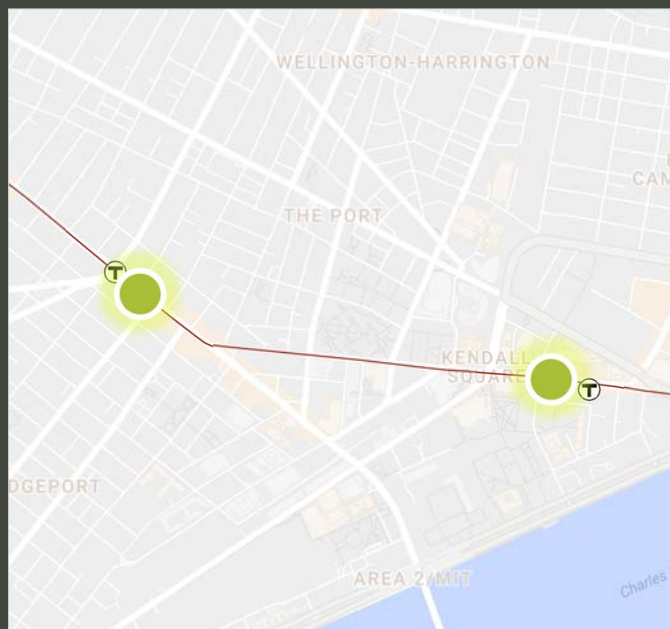 WELLINGTON-HARRINGTON
CAM
THE PORT
T
KENDALL
SQUARE
T
DGEPORT
AREA 2/MIT
Charles